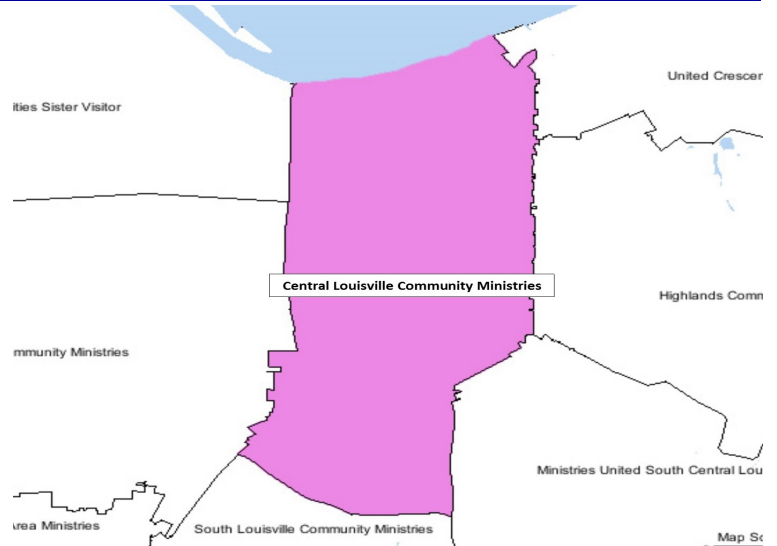 United Crescen
ities Sister Visitor
Central Louisville Community Ministries
Highlands Comm
mmunity Ministries
Ministries United South Central Lou
Area Ministries
South Louisville Community Ministries
Map So